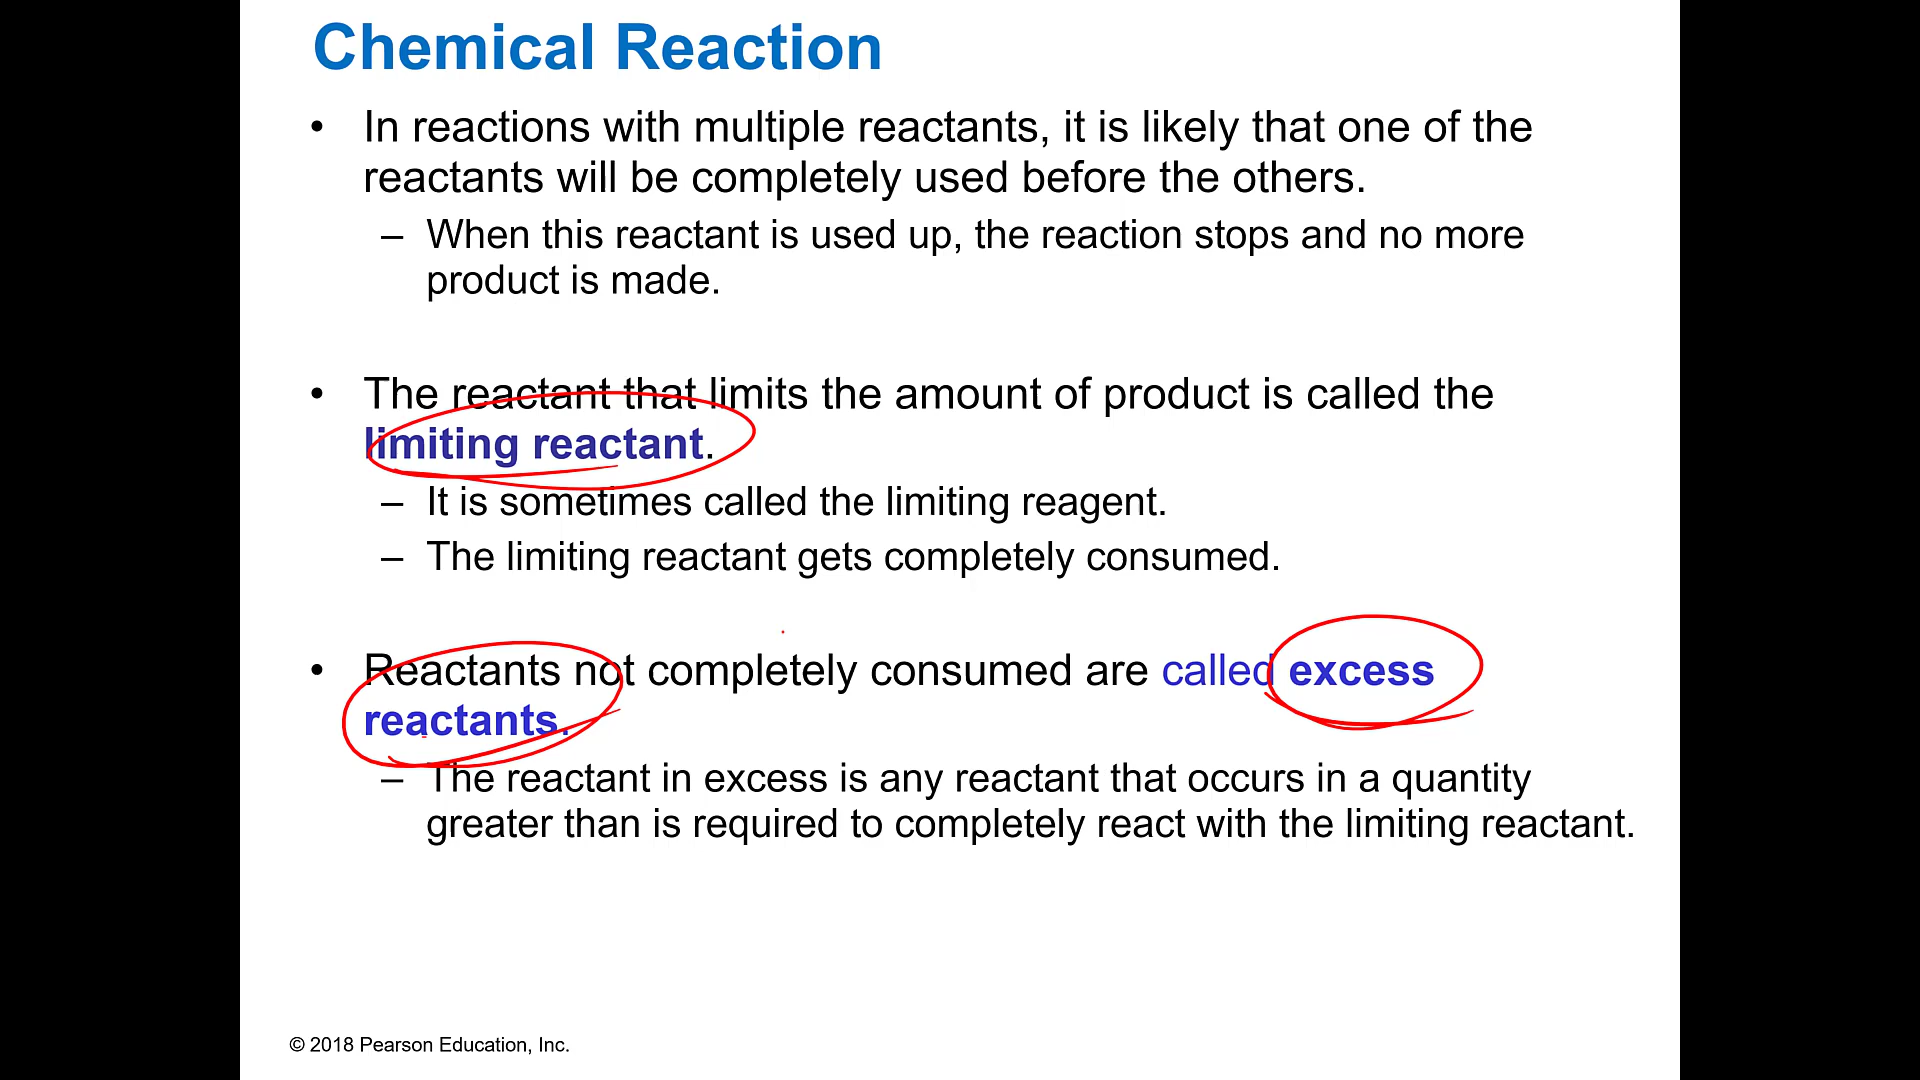 Chemical Reaction
• In reactions with multiple reactants, it is likely that one of the
reactants will be completely used before the others.
– When this reactant is used up, the reaction stops and no more
product is made.
• The reactant that limits the amount of product is called the
limiting reactant.
– It is sometimes called the limiting reagent.
– The limiting reactant gets completely consumed.
• Reactants not completely consumed are called excess
reactants.
– The reactant in excess is any reactant that occurs in a quantity
greater than is required to completely react with the limiting reactant.
© 2018 Pearson Education, Inc.